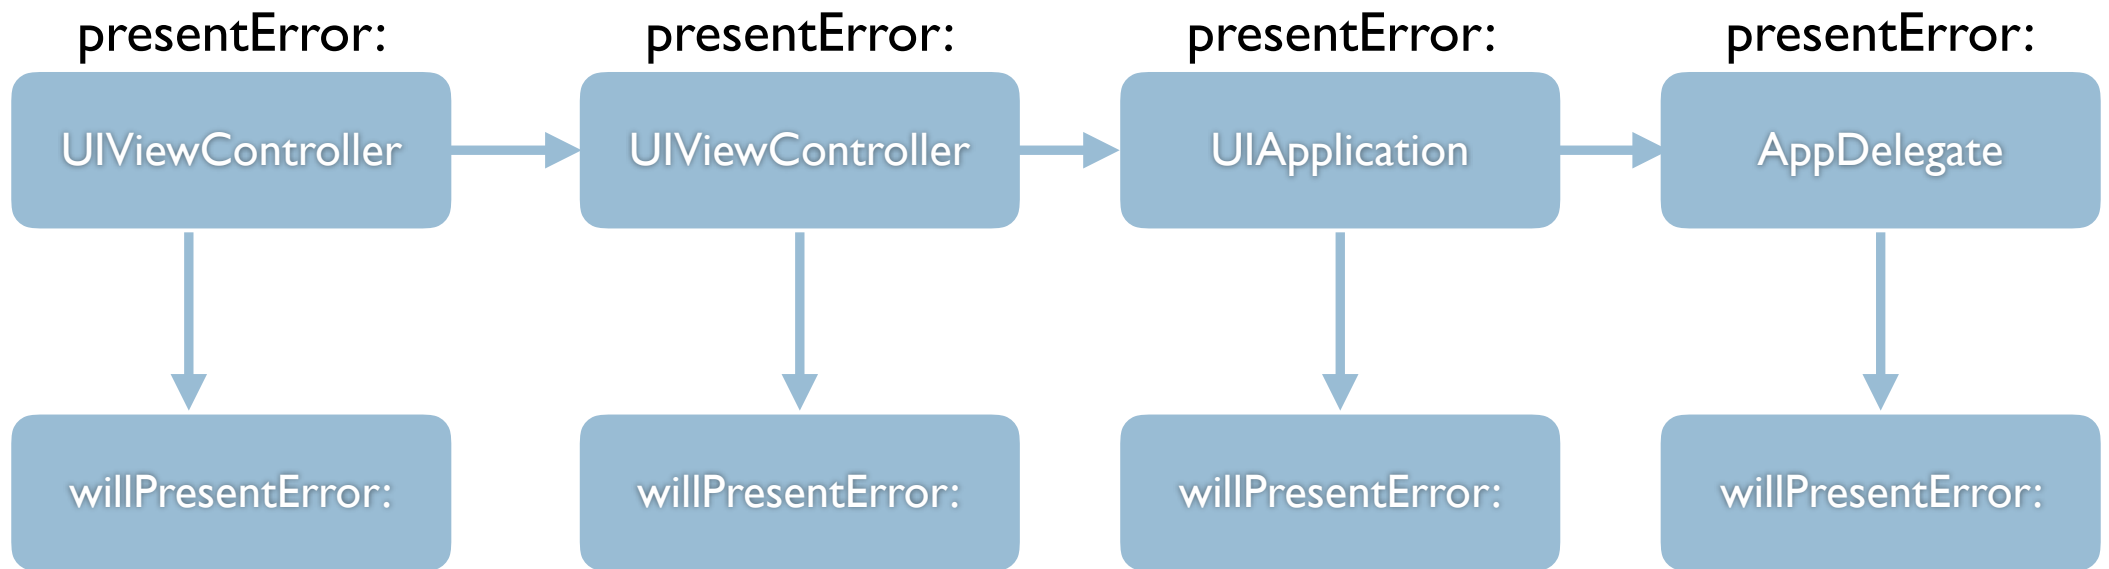 presentError: presentError: presentError: presentError:
UIViewController UIViewController UIApplication AppDelegate
willPresentError: willPresentError: willPresentError: willPresentError: